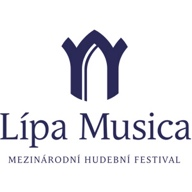 Lípa Musica
MEZINÁRODNÍ HUDEBNÍ FESTIVAL